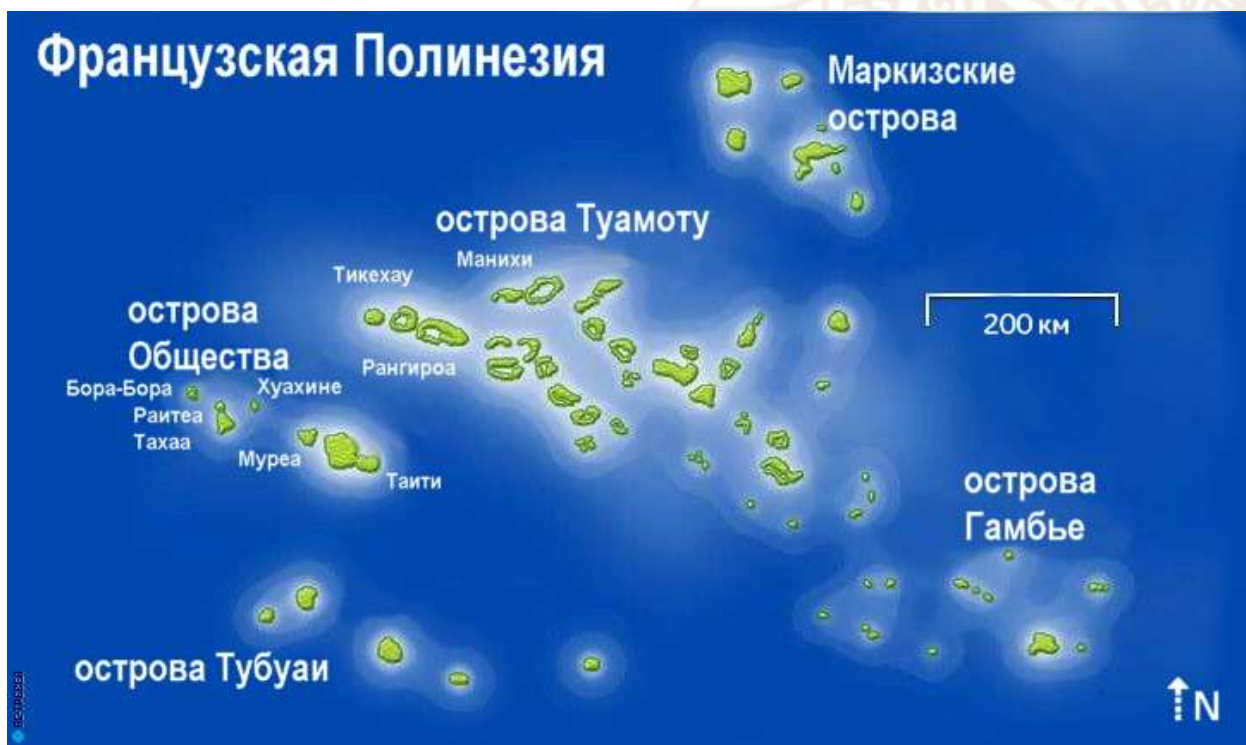 Французская Полинезия
Маркизские
острова
острова Туамоту
Манихи
Тикехау
острова
Общества
200 км
Рангироа
Бора-Бора
Хуахине
Раитеа
Тахаа
Муреа
Таити
острова
Гамбье
острова Тубуаи
N